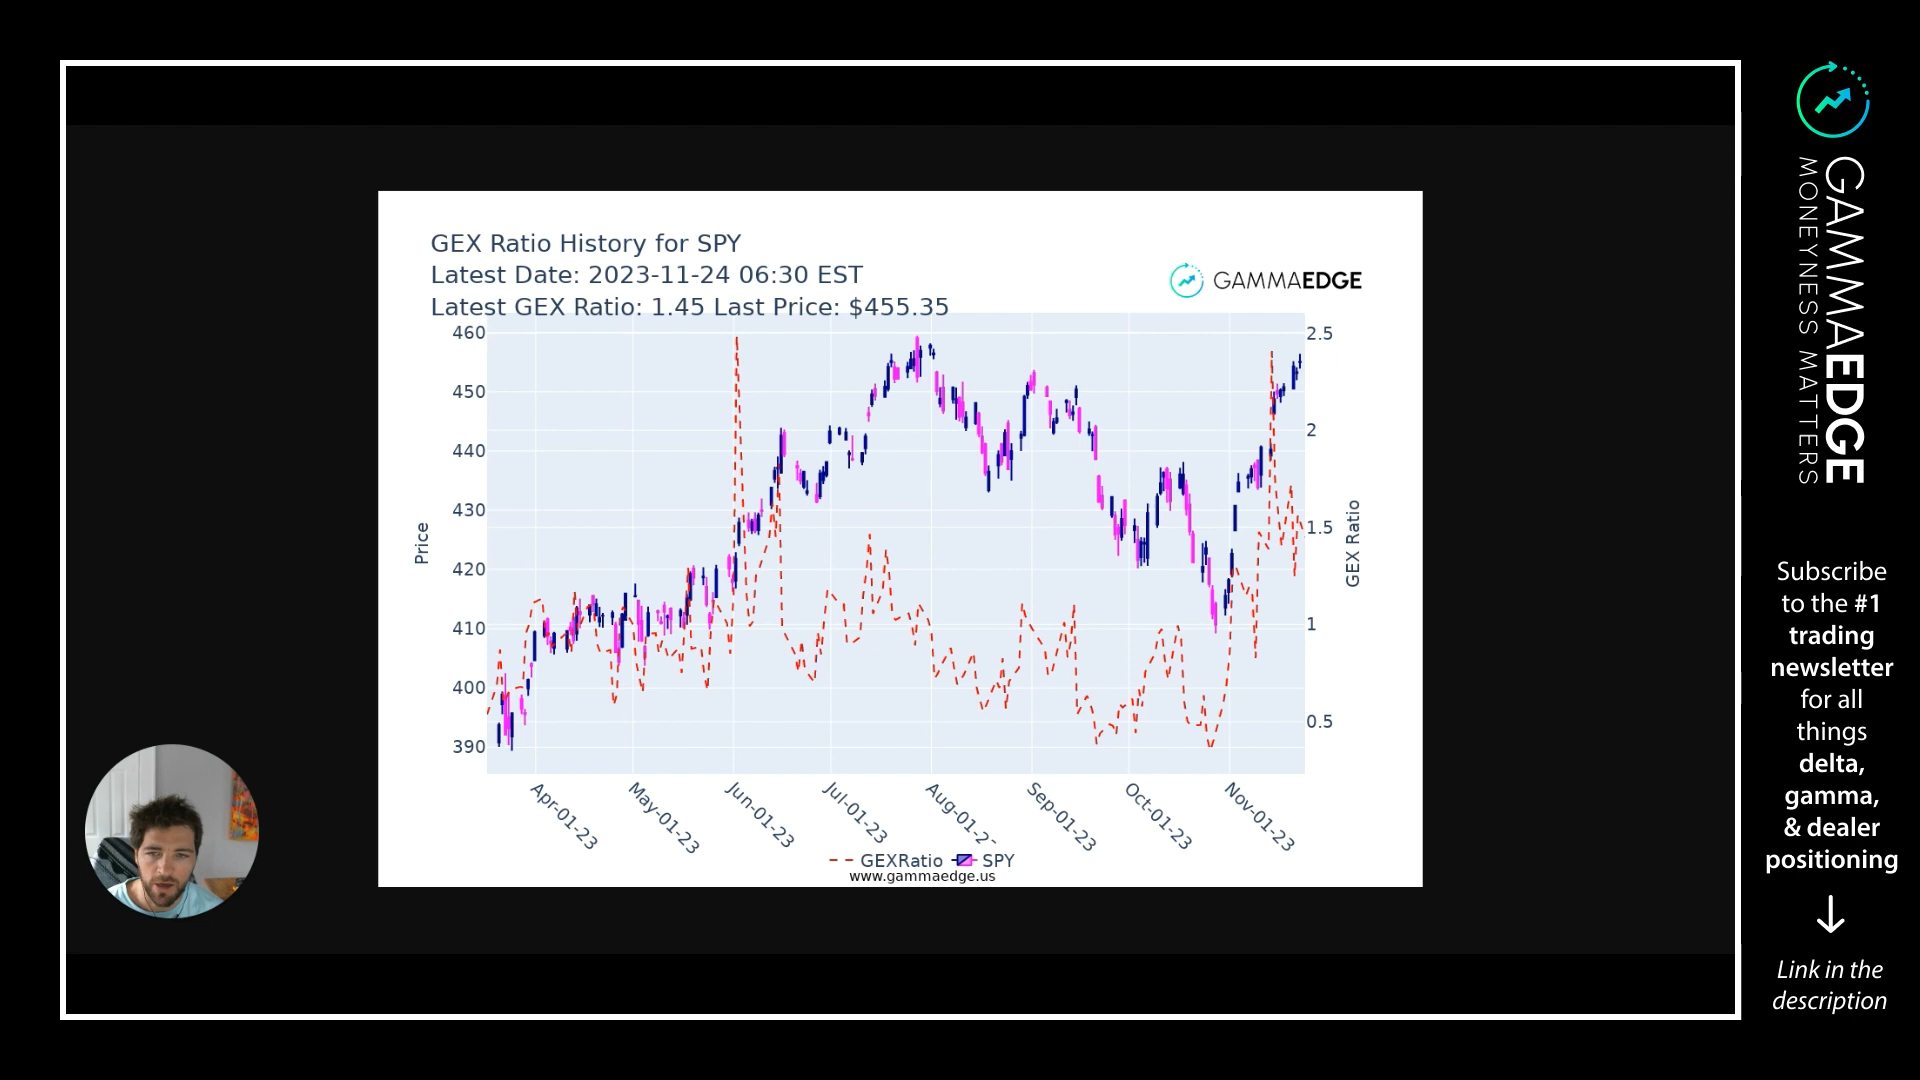 GEX Ratio History for SPY
Latest Date: 2023-11-24 06:30 EST
Latest GEX Ratio: 1.45 Last Price: $455.35
GAMMAEDGE
460
450
440
430
420
410
400
390
Price
2.5
2
1.5
1
0.5
GEX Ratio
Apr-01-23
May-01-23
Jun-01-23
Jul-01-23
Aug-01-2
Sep-01-23
Oct-01-23
Nov-01-23
GEXRatio
SPY
www.gammaedge.us
GAMMAEDGE
MONEYNESS MATTERS
Subscribe
to the #1
trading
newsletter
for all
things
delta,
gamma,
& dealer
positioning
Link in the
description